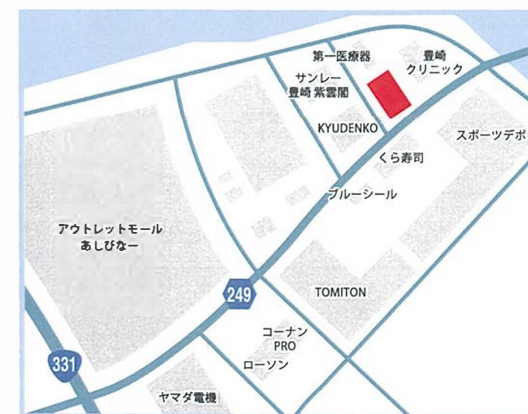 第一医療器
豊崎
クリニック
サンレー
豊崎 紫雲閣
KYUDENKO
スポーツデポ
くら寿司
ブルーシール
アウトレットモール
あしびなー
249
TOMITON
コーナン
PRO
ローソン
331
ヤマダ電機